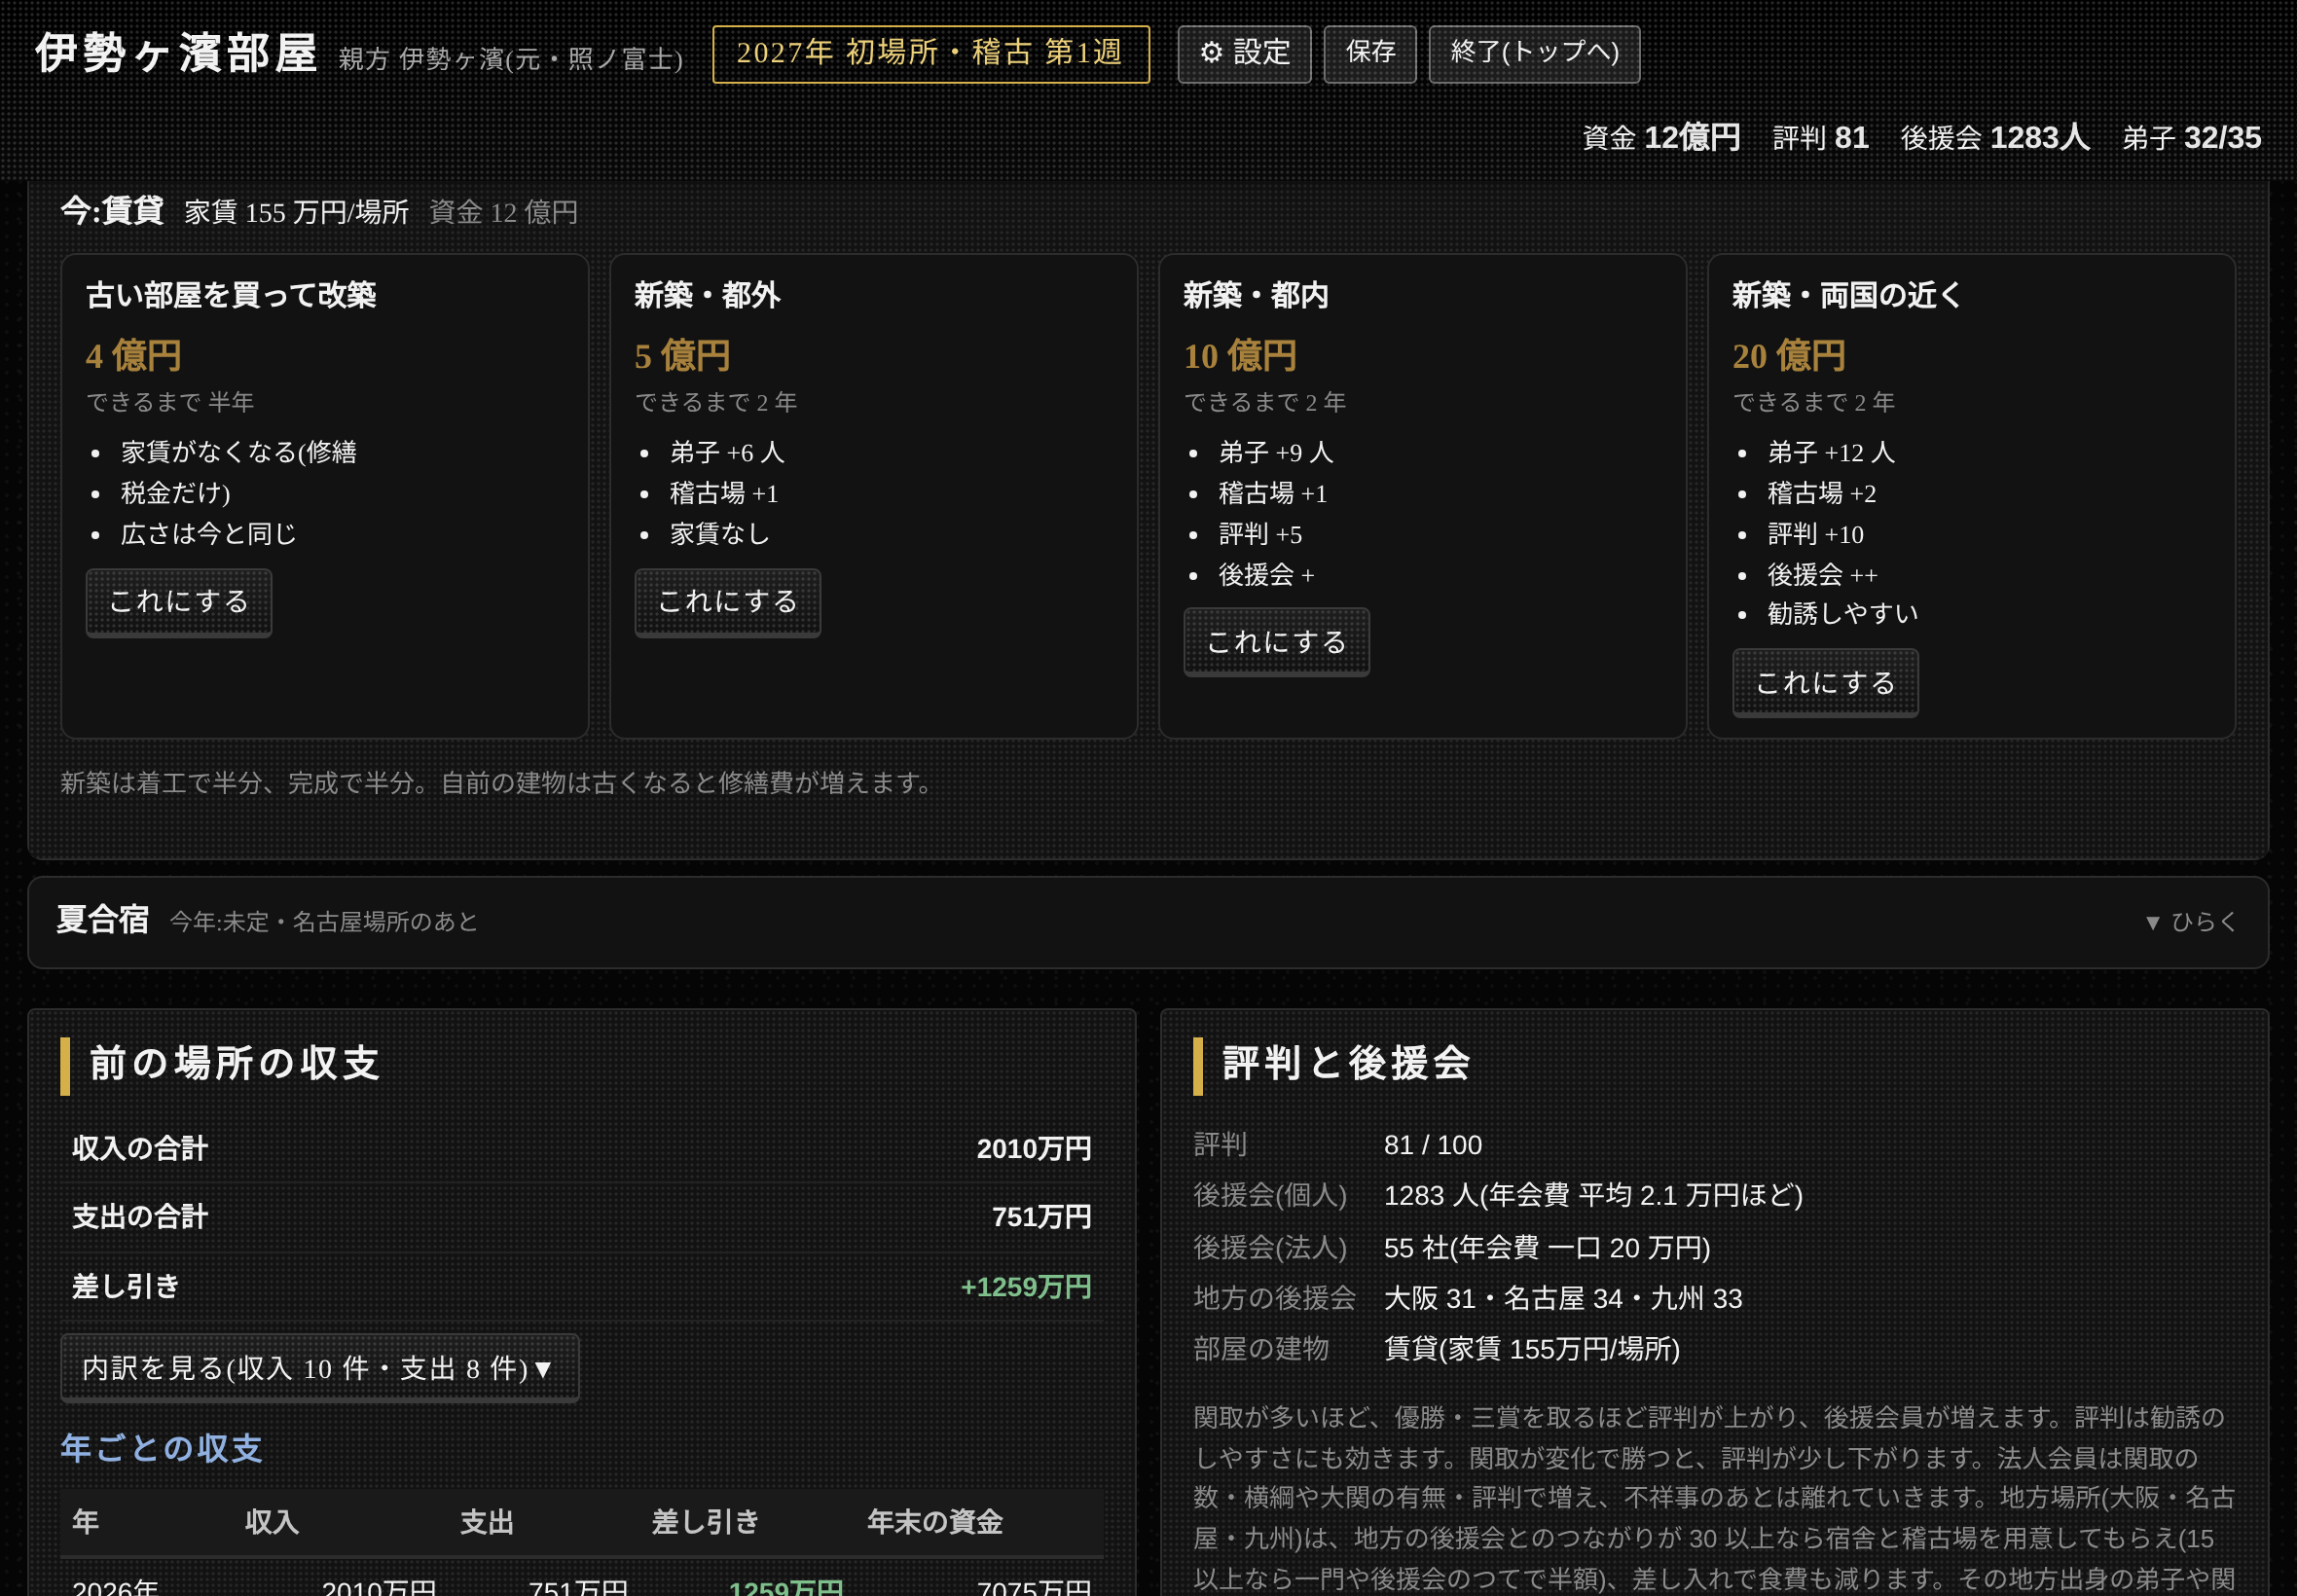 伊勢ヶ濱部屋 親方 伊勢ヶ濱(元・照ノ富士) 2027年 初場所・稽古 第1週 ⚙ 設定 保存 終了(トップへ)
資金 12億円 評判 81 後援会 1283人 弟子 32/35
今:賃貸 家賃 155 万円/場所 資金 12 億円
古い部屋を買って改築
4 億円
できるまで 半年
• 家賃がなくなる(修繕
• 税金だけ)
• 広さは今と同じ
これにする
新築・都外
5 億円
できるまで 2 年
• 弟子 +6 人
• 稽古場 +1
• 家賃なし
これにする
新築・都内
10 億円
できるまで 2 年
• 弟子 +9 人
• 稽古場 +1
• 評判 +5
• 後援会 +
これにする
新築・両国の近く
20 億円
できるまで 2 年
• 弟子 +12 人
• 稽古場 +2
• 評判 +10
• 後援会 ++
• 勧誘しやすい
これにする
新築は着工で半分、完成で半分。自前の建物は古くなると修繕費が増えます。
夏合宿 今年:未定・名古屋場所のあと ▼ ひらく
前の場所の収支
収入の合計 2010万円
支出の合計 751万円
差し引き +1259万円
内訳を見る(収入 10 件・支出 8 件)▼
年ごとの収支
年 収入 支出 差し引き 年末の資金
2026年 2010万円 751万円 1259万円 7075万円
評判と後援会
評判 81 / 100
後援会(個人) 1283 人(年会費 平均 2.1 万円ほど)
後援会(法人) 55 社(年会費 一口 20 万円)
地方の後援会 大阪 31・名古屋 34・九州 33
部屋の建物 賃貸(家賃 155万円/場所)
関取が多いほど、優勝・三賞を取るほど評判が上がり、後援会員が増えます。評判は勧誘の
しやすさにも効きます。関取が変化で勝つと、評判が少し下がります。法人会員は関取の
数・横綱や大関の有無・評判で増え、不祥事のあとは離れていきます。地方場所(大阪・名古
屋・九州)は、地方の後援会とのつながりが 30 以上なら宿舎と稽古場を用意してもらえ(15
以上なら一門や後援会のつてで半額)、差し入れで食費も減ります。その地方出身の弟子や関